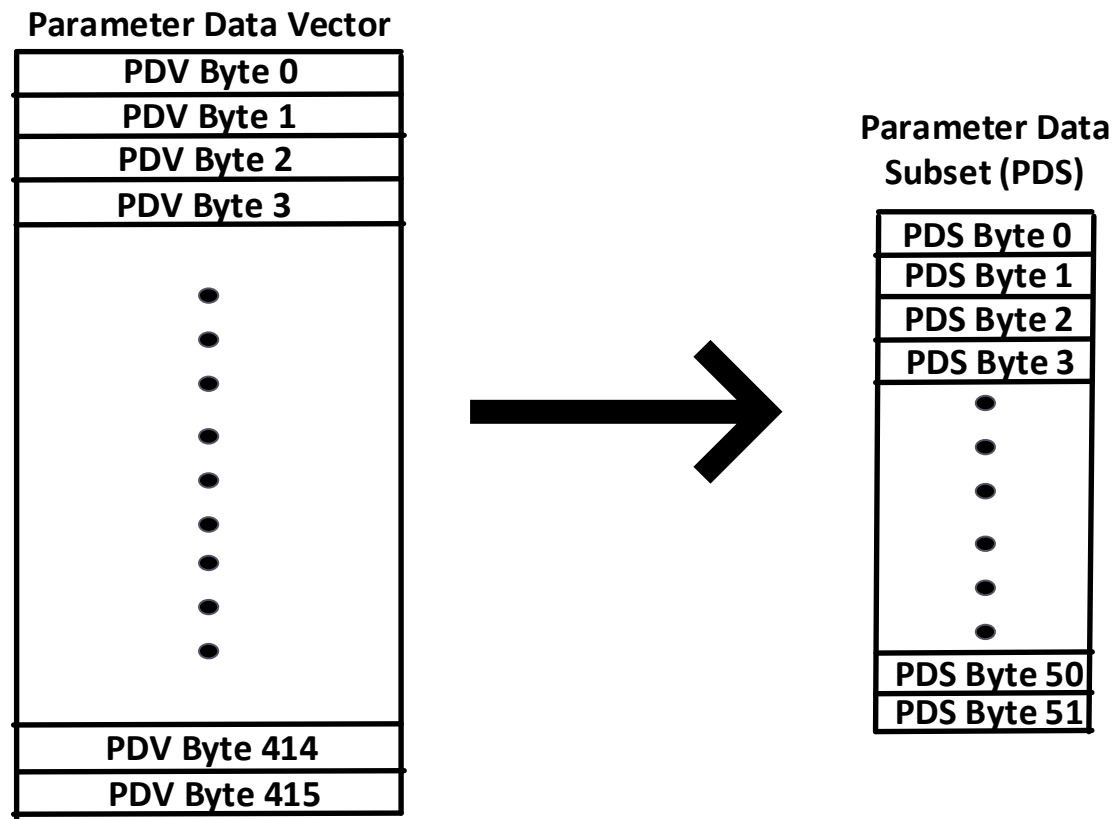 Parameter Data Vector
PDV Byte 0
PDV Byte 1
PDV Byte 2
PDV Byte 3
PDV Byte 414
PDV Byte 415
Parameter Data
Subset (PDS)
PDS Byte 0
PDS Byte 1
PDS Byte 2
PDS Byte 3
PDS Byte 50
PDS Byte 51